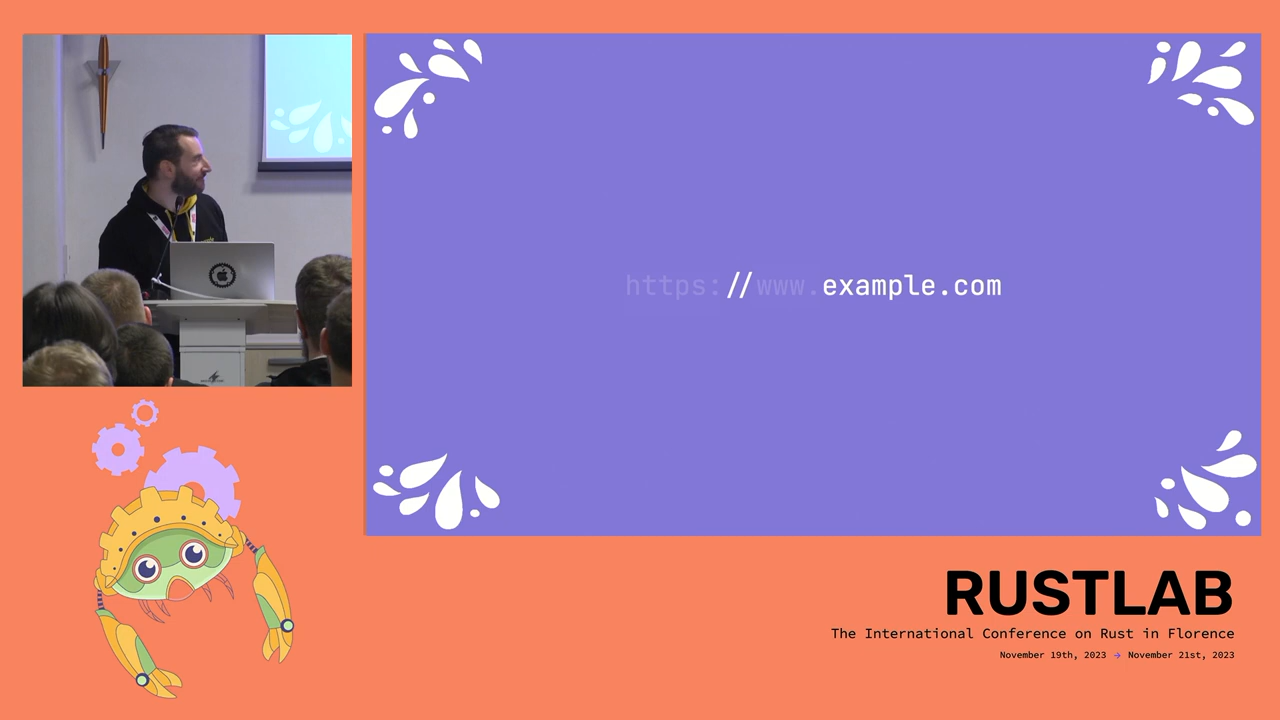 https://www.example.com
RUSTLAB
The International Conference on Rust in Florence
November 19th, 2023 → November 21st, 2023